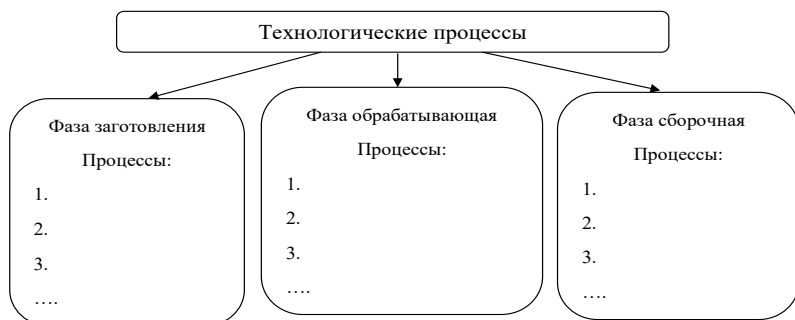 Технологические процессы
Фаза заготовления
Процессы:
1.
2.
3.
….
Фаза обрабатывающая
Процессы:
1.
2.
3.
….
Фаза сборочная
Процессы:
1.
2.
3.
….